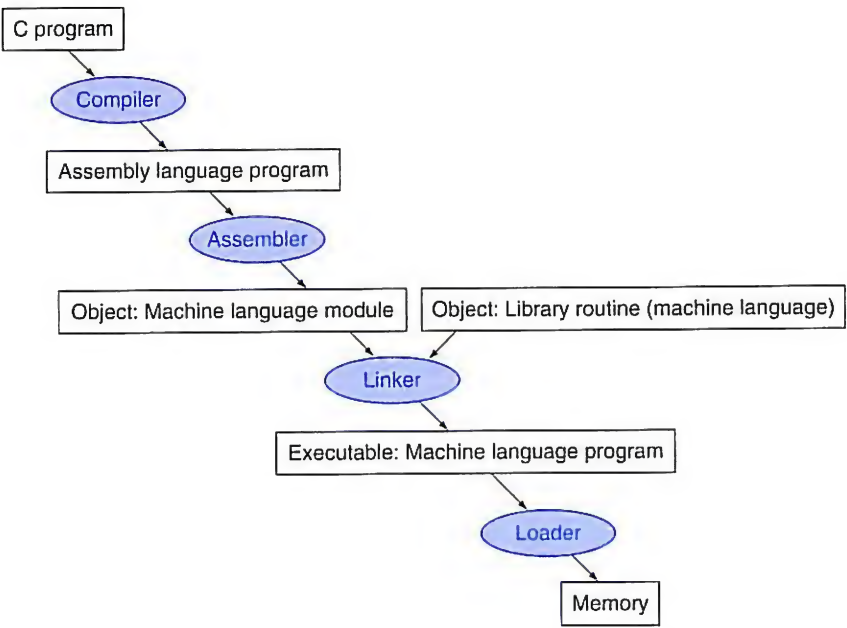 C program
Compiler
Assembly language program
Assembler
Object: Machine language module
Object: Library routine (machine language)
Linker
Executable: Machine language program
Loader
Memory